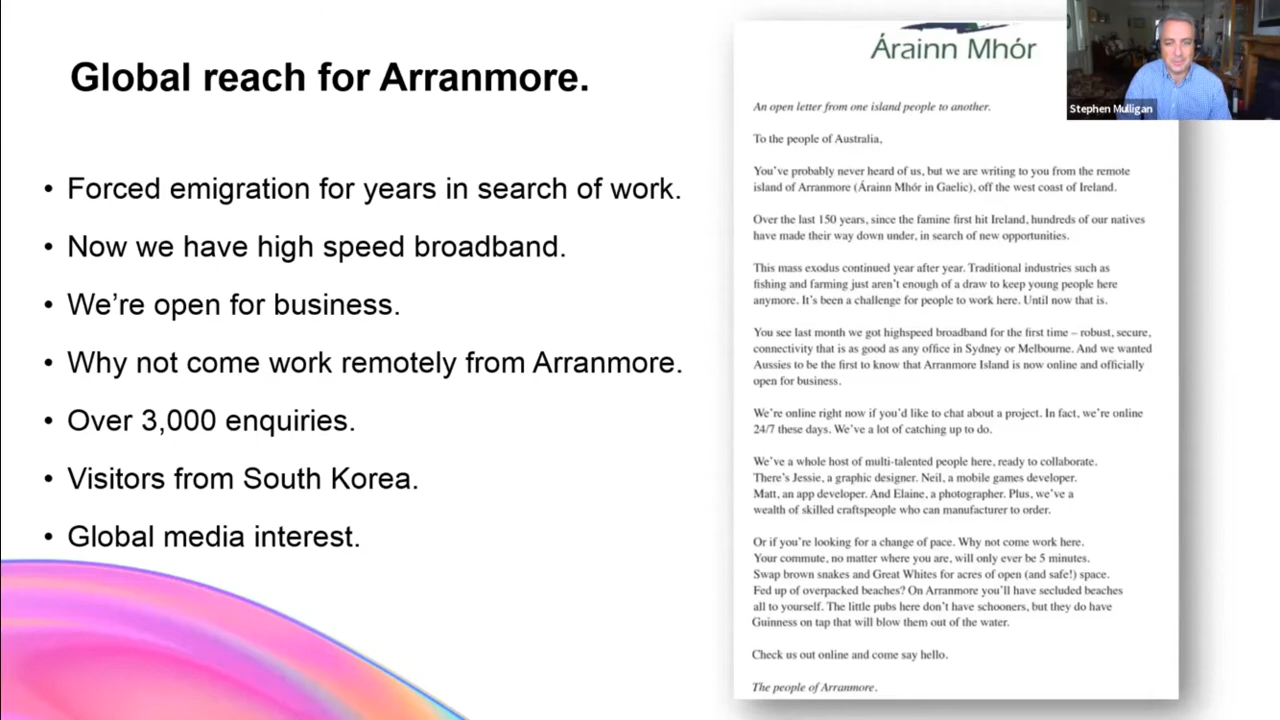 Global reach for Arranmore.
• Forced emigration for years in search of work.
• Now we have high speed broadband.
• We're open for business.
• Why not come work remotely from Arranmore.
• Over 3,000 enquiries.
• Visitors from South Korea.
• Global media interest.
Árainn Mhór
An open letter from one island people to another.
To the people of Australia,
You've probably never heard of us, but we are writing to you from the remote
island of Arranmore (Árainn Mhór in Gaelic), off the west coast of Ireland.
Over the last 150 years, since the famine first hit Ireland, hundreds of our natives
have made their way down under, in search of new opportunities.
This mass exodus continued year after year. Traditional industries such as
fishing and farming just aren't enough of a draw to keep young people here
anymore. It's been a challenge for people to work here. Until now that is.
You see last month we got highspeed broadband for the first time – robust, secure,
connectivity that is as good as any office in Sydney or Melbourne. And we wanted
Aussies to be the first to know that Arranmore Island is now online and officially
open for business.
We're online right now if you'd like to chat about a project. In fact, we're online
24/7 these days. We've a lot of catching up to do.
We've a whole host of multi-talented people here, ready to collaborate.
There's Jessie, a graphic designer. Neil, a mobile games developer.
Matt, an app developer. And Elaine, a photographer. Plus, we've a
wealth of skilled craftspeople who can manufacturer to order.
Or if you're looking for a change of pace. Why not come work here.
Your commute, no matter where you are, will only ever be 5 minutes.
Swap brown snakes and Great Whites for acres of open (and safe!) space.
Fed up of overpacked beaches? On Arranmore you'll have secluded beaches
all to yourself. The little pubs here don't have schooners, but they do have
Guinness on tap that will blow them out of the water.
Check us out online and come say hello.
The people of Arranmore.
Stephen Mulligan